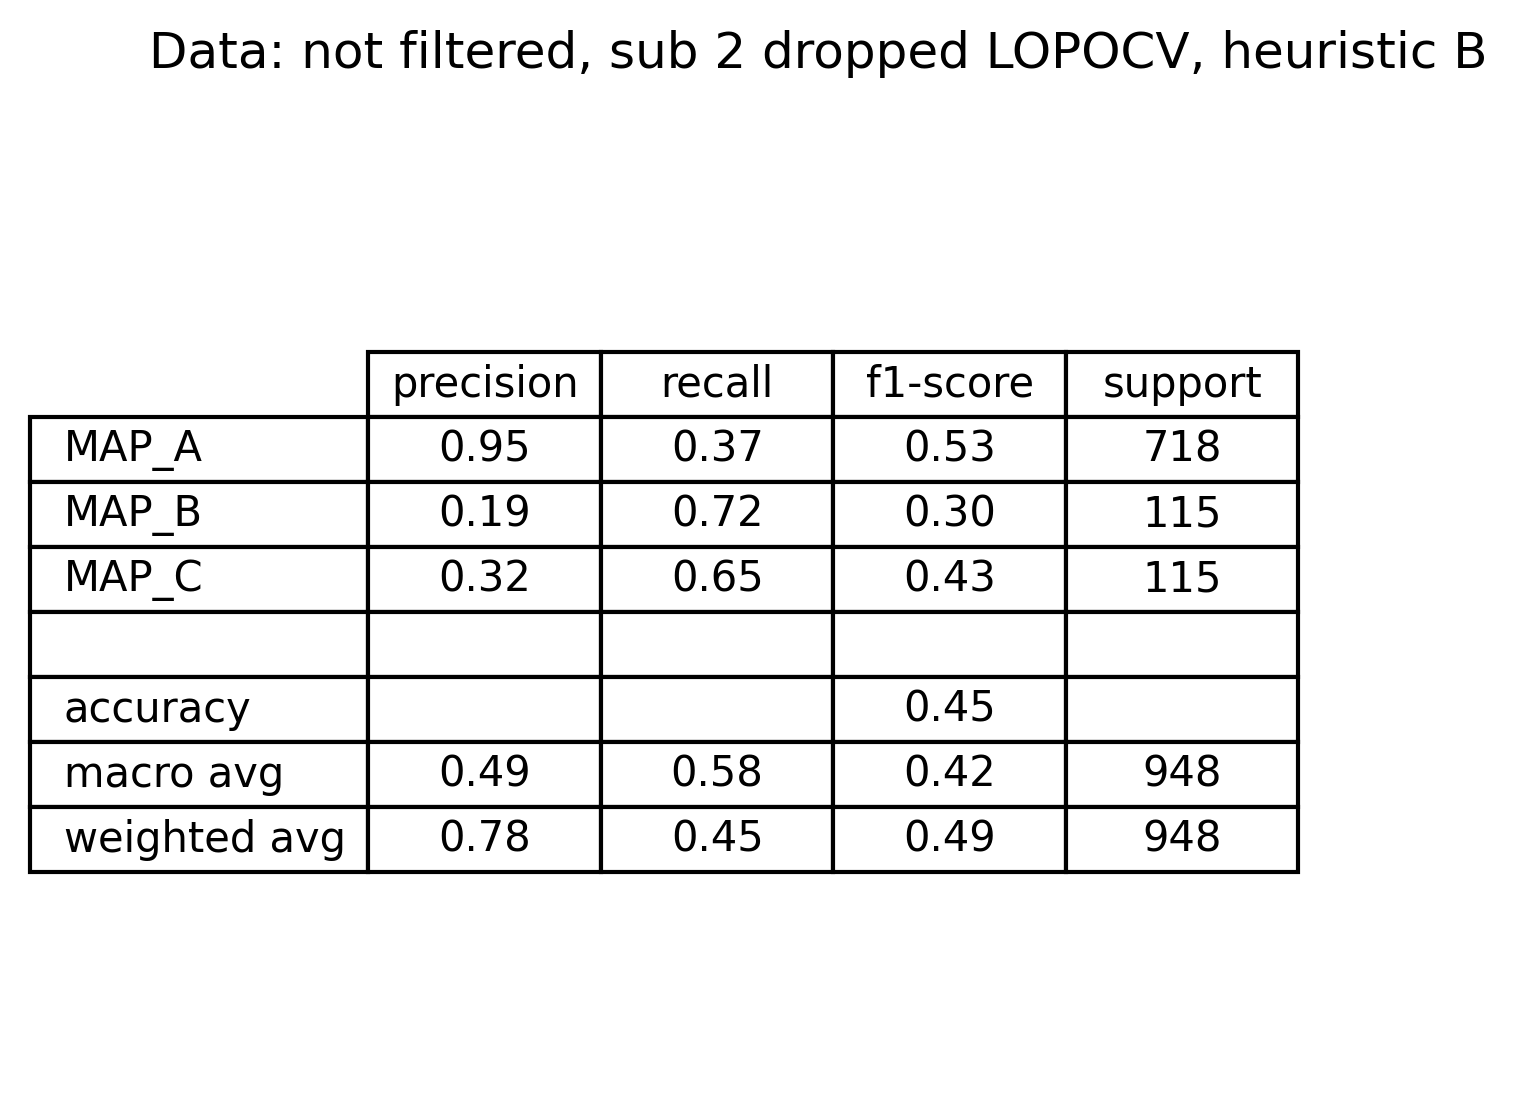 Data: not filtered, sub 2 dropped LOPOCV, heuristic B
precision recall f1-score support
MAP_A 0.95 0.37 0.53 718
MAP_B 0.19 0.72 0.30 115
MAP_C 0.32 0.65 0.43 115
accuracy 0.45
macro avg 0.49 0.58 0.42 948
weighted avg 0.78 0.45 0.49 948